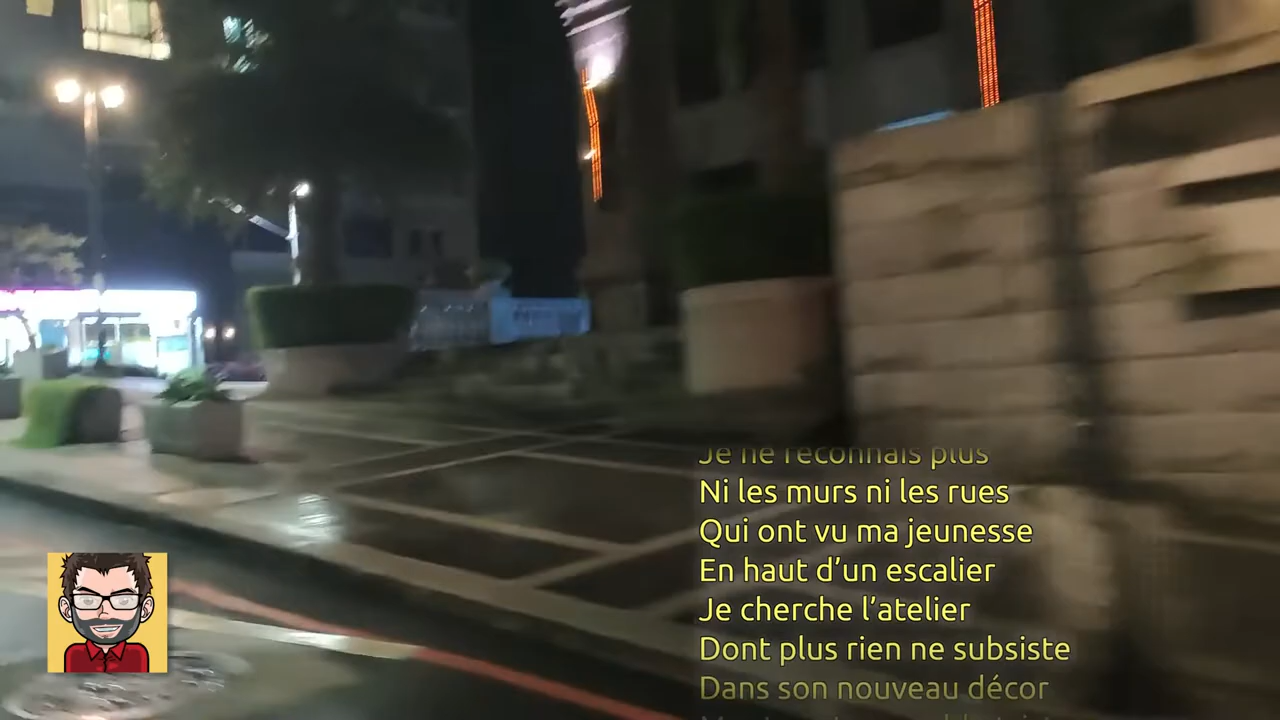 Je ne reconnais plus
Ni les murs ni les rues
Qui ont vu ma jeunesse
En haut d’un escalier
Je cherche l’atelier
Dont plus rien ne subsiste
Dans son nouveau décor